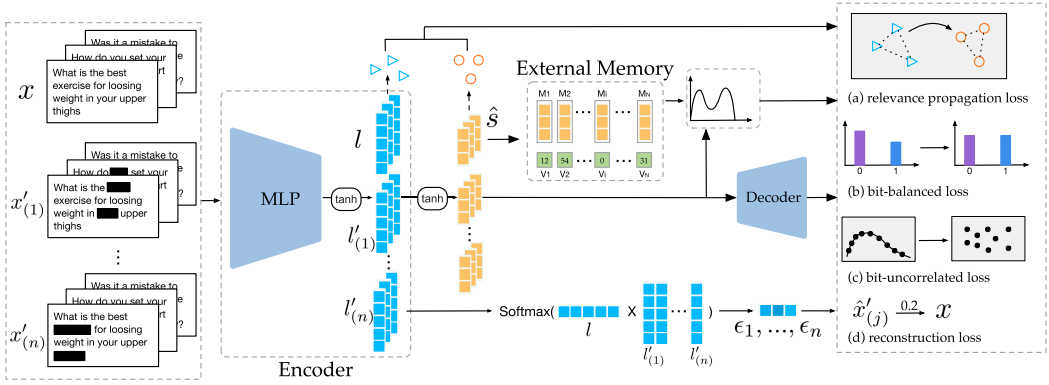 x
Was it a mistake to
How do you set your
What is the best
exercise for loosing
weight in your upper
thighs
x'(1)
Was it a mistake to
How do set your
What is the
exercise for loosing
weight in upper
thighs
x'(n)
Was it a mistake to
How do you set your
What is the best
for loosing
weight in your upper
MLP
tanh
l
l'(1)
l'(n)
Encoder
tanh
ŝ
External Memory
M1 M2 Mi MN
12 54 0 31
V1 V2 Vi VN
Decoder
Softmax( l X l'(1) l'(n) )
ϵ1, ..., ϵn
(a) relevance propagation loss
0 1 0 1
(b) bit-balanced loss
(c) bit-uncorrelated loss
x̂'(j) 0.2 x
(d) reconstruction loss